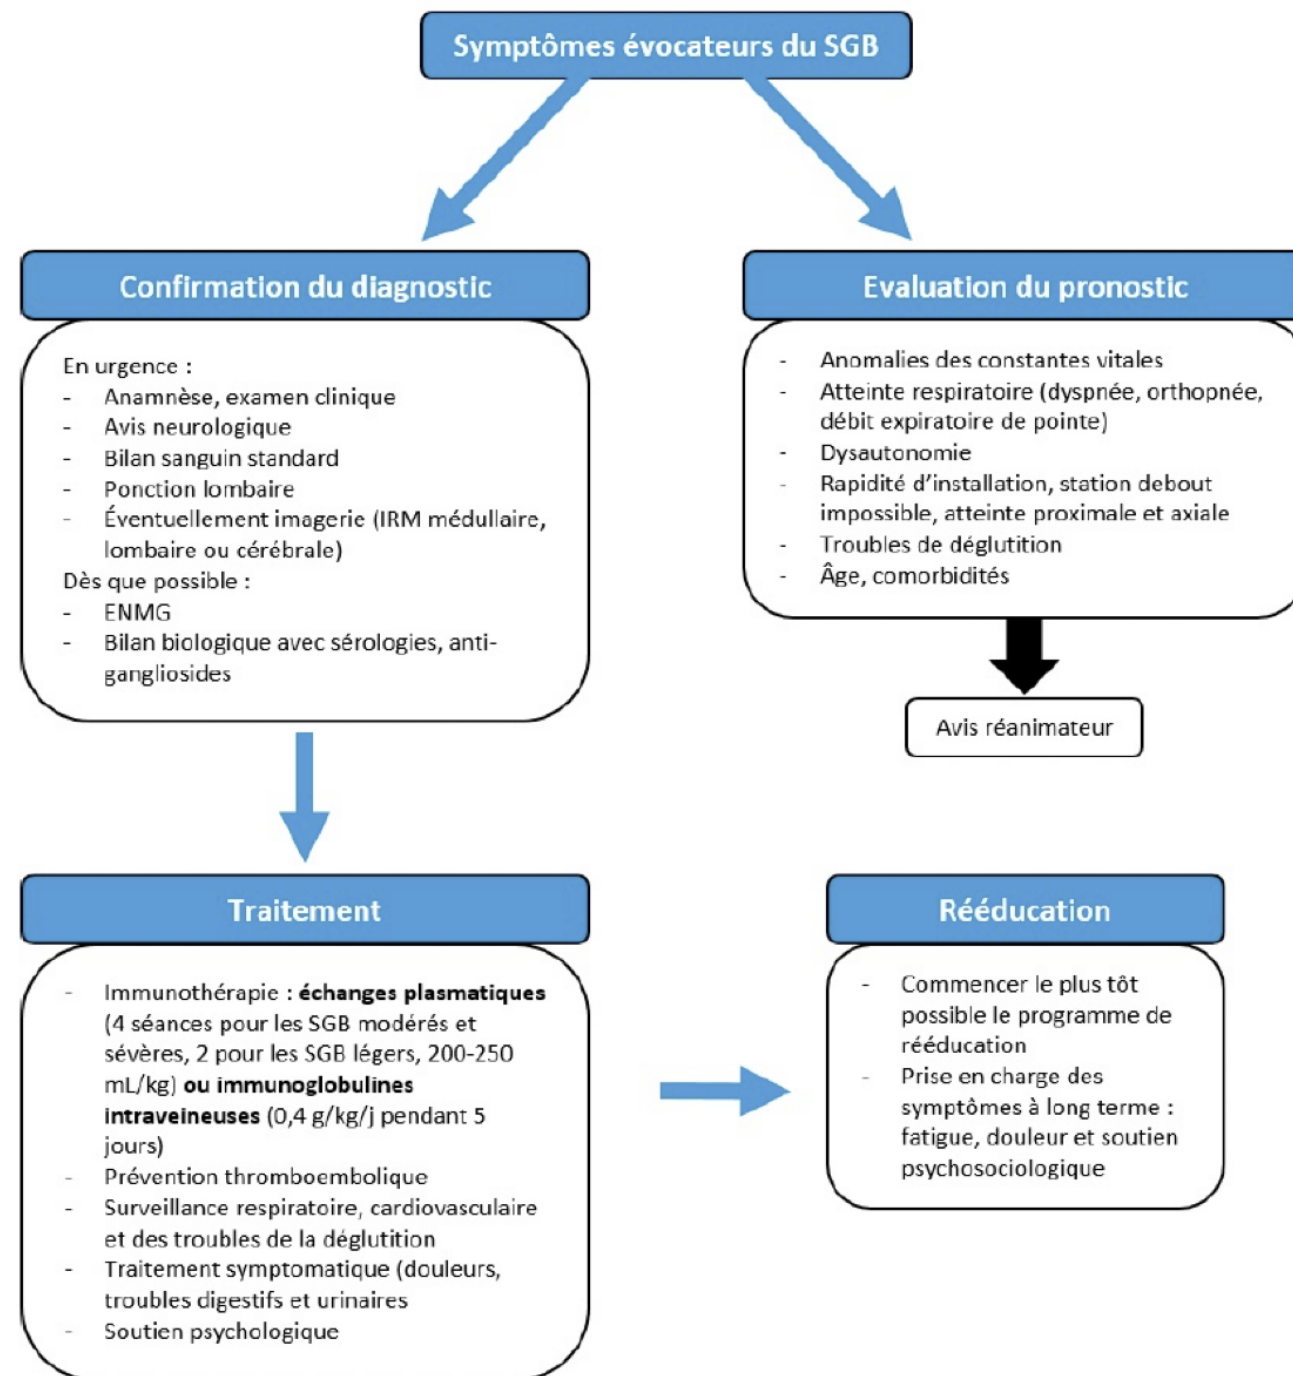 Symptômes évocateurs du SGB
Confirmation du diagnostic
En urgence :
- Anamnèse, examen clinique
- Avis neurologique
- Bilan sanguin standard
- Ponction lombaire
- Éventuellement imagerie (IRM médullaire,
lombaire ou cérébrale)
Dès que possible :
- ENMG
- Bilan biologique avec sérologies, anti-
gangliosides
Evaluation du pronostic
- Anomalies des constantes vitales
- Atteinte respiratoire (dyspnée, orthopnée,
débit expiratoire de pointe)
- Dysautonomie
- Rapidité d'installation, station debout
impossible, atteinte proximale et axiale
- Troubles de déglutition
- Âge, comorbidités
Avis réanimateur
Traitement
- Immunothérapie : échanges plasmatiques
(4 séances pour les SGB modérés et
sévères, 2 pour les SGB légers, 200-250
mL/kg) ou immunoglobulines
intraveineuses (0,4 g/kg/j pendant 5
jours)
- Prévention thromboembolique
- Surveillance respiratoire, cardiovasculaire
et des troubles de la déglutition
- Traitement symptomatique (douleurs,
troubles digestifs et urinaires
- Soutien psychologique
Rééducation
- Commencer le plus tôt
possible le programme de
rééducation
- Prise en charge des
symptômes à long terme :
fatigue, douleur et soutien
psychosociologique